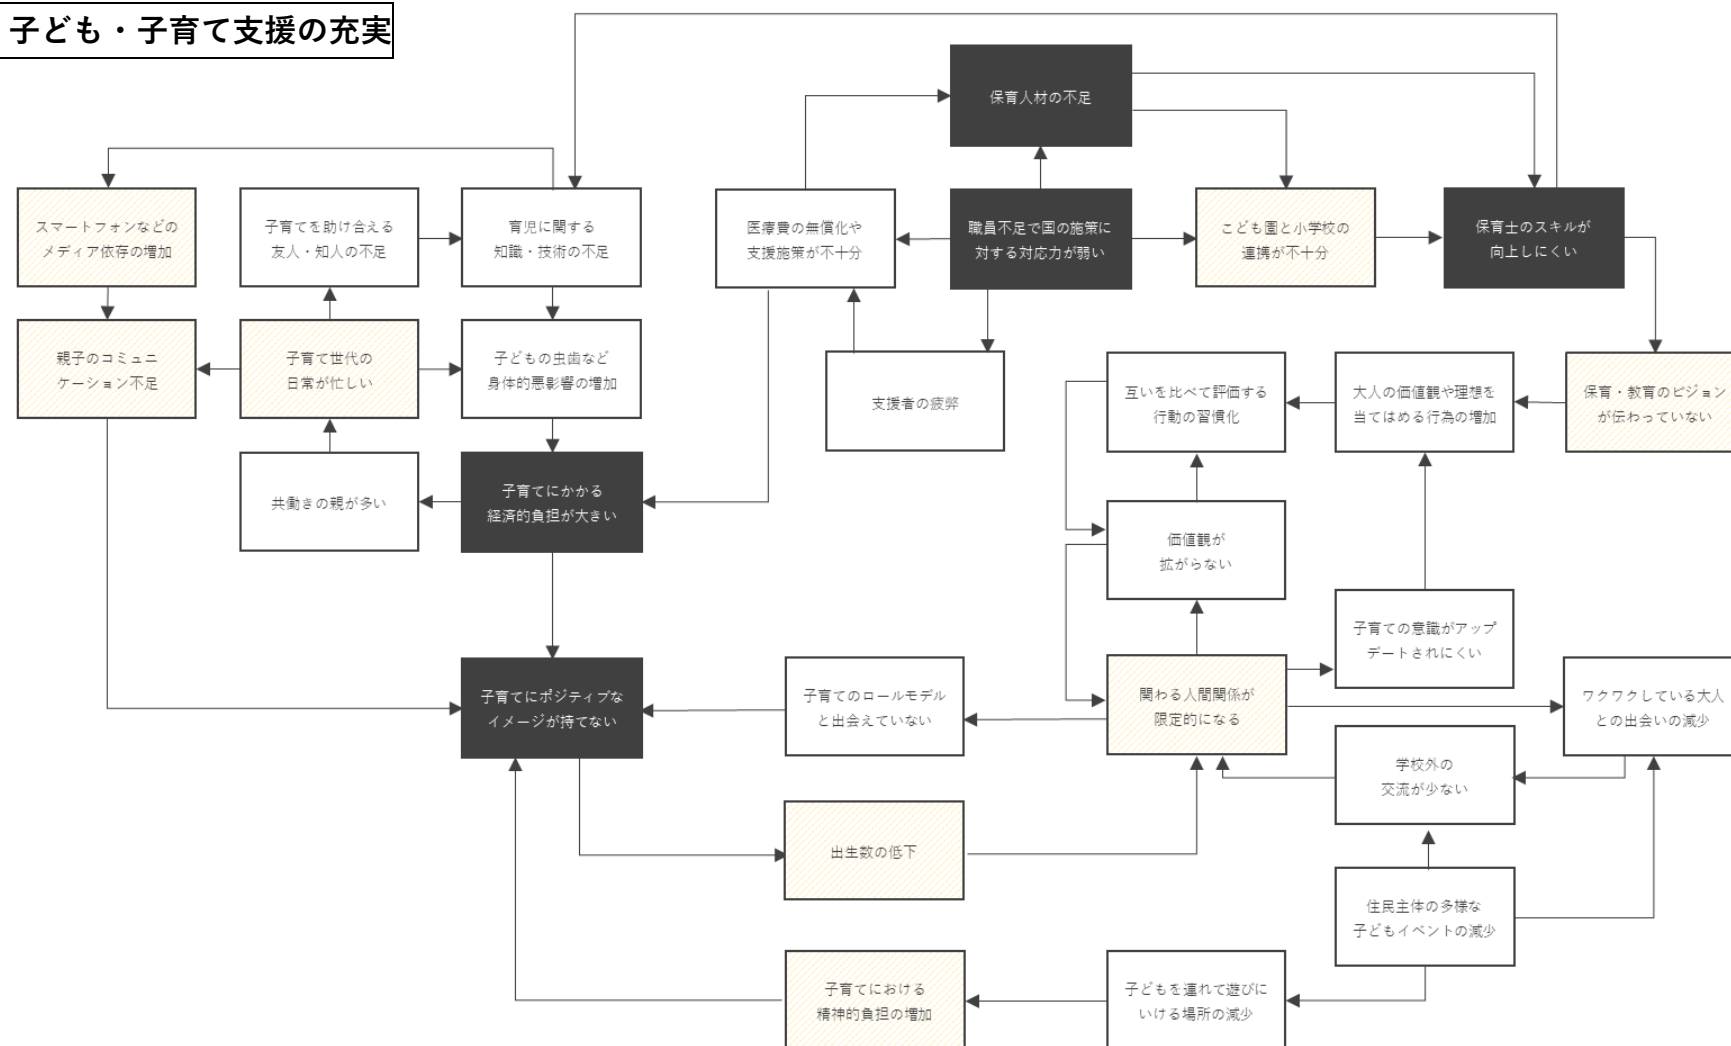 子ども・子育て支援の充実
保育人材の不足
スマートフォンなどの
メディア依存の増加
子育てを助け合える
友人・知人の不足
育児に関する
知識・技術の不足
医療費の無償化や
支援施策が不十分
職員不足で国の施策に
対する対応力が弱い
こども園と小学校の
連携が不十分
保育士のスキルが
向上しにくい
親子のコミュニ
ケーション不足
子育て世代の
日常が忙しい
子どもの虫歯など
身体的悪影響の増加
支援者の疲弊
互いを比べて評価する
行動の習慣化
大人の価値観や理想を
当てはめる行為の増加
保育・教育のビジョン
が伝わっていない
共働きの親が多い
子育てにかかる
経済的負担が大きい
価値観が
拡がらない
子育ての意識がアップ
デートされにくい
子育てにポジティブな
イメージが持てない
子育てのロールモデル
と出会えていない
関わる人間関係が
限定的になる
ワクワクしている大人
との出会いの減少
学校外の
交流が少ない
出生数の低下
住民主体の多様な
子どもイベントの減少
子育てにおける
精神的負担の増加
子どもを連れて遊びに
いける場所の減少